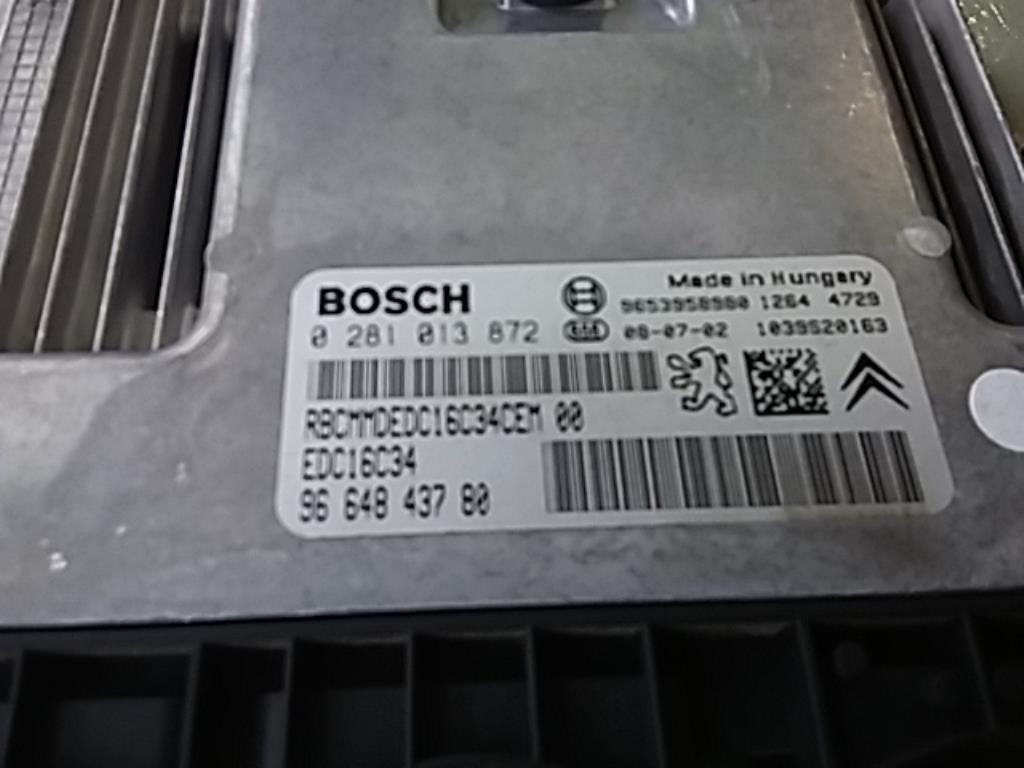 BOSCH
Made in Hungary
9653958980 1264 4729
0 281 013 872
08-07-02 1039S20163
RBCMMDEDC16C34CEM 00
EDC16C34
96 648 437 80